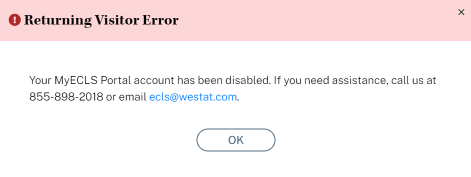 Returning Visitor Error
Your MyECLS Portal account has been disabled. If you need assistance, call us at
855-898-2018 or email ecls@westat.com.
OK